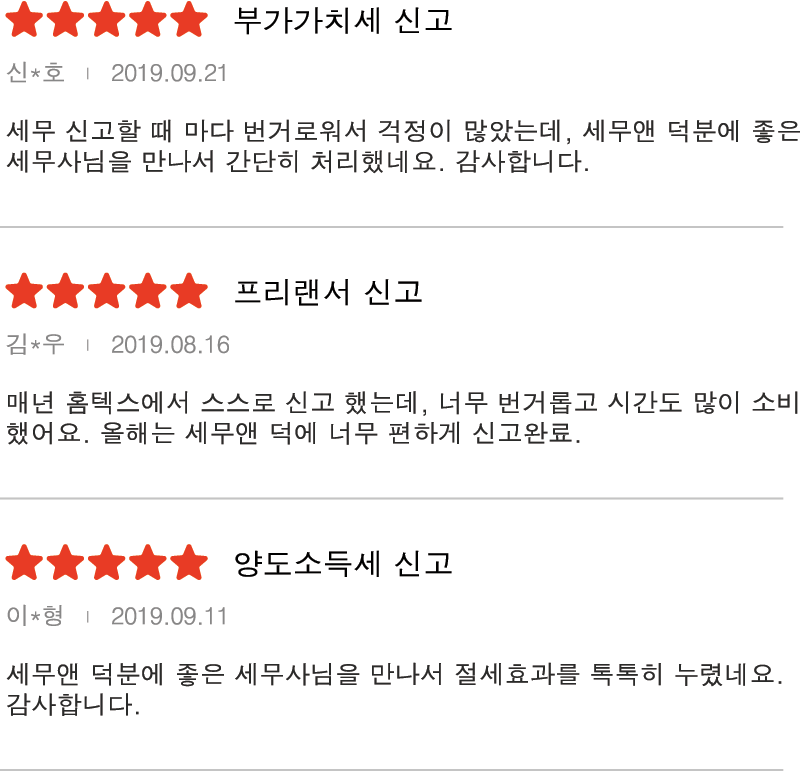 부가가치세 신고
신*호 | 2019.09.21
세무 신고할 때 마다 번거로워서 걱정이 많았는데, 세무앤 덕분에 좋은
세무사님을 만나서 간단히 처리했네요. 감사합니다.
프리랜서 신고
김*우 | 2019.08.16
매년 홈텍스에서 스스로 신고 했는데, 너무 번거롭고 시간도 많이 소비
했어요. 올해는 세무앤 덕에 너무 편하게 신고완료.
양도소득세 신고
이*형 | 2019.09.11
세무앤 덕분에 좋은 세무사님을 만나서 절세효과를 톡톡히 누렸네요.
감사합니다.